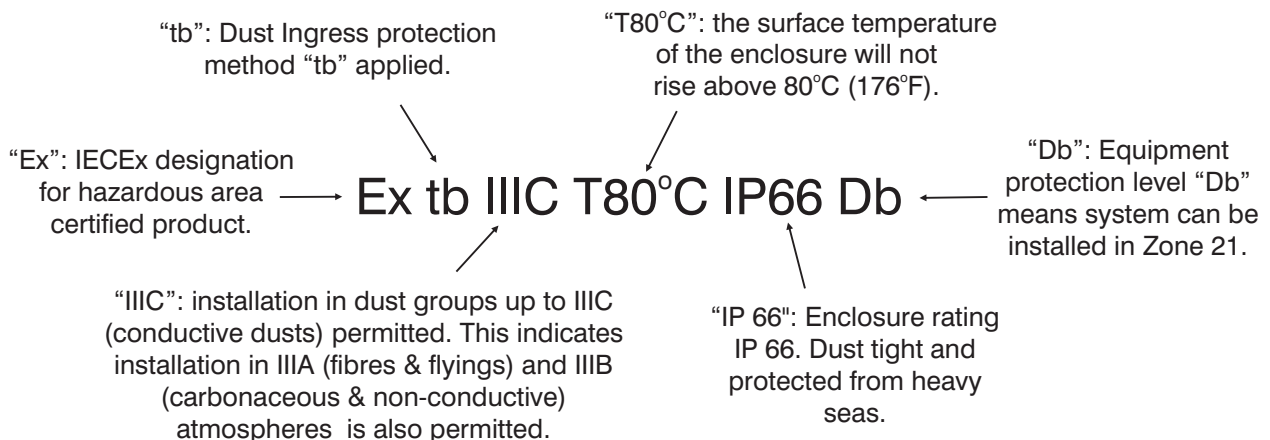 “tb”: Dust Ingress protection
method “tb” applied.
“T80°C”: the surface temperature
of the enclosure will not
rise above 80°C (176°F).
“Ex”: IECEx designation
for hazardous area
certified product.
Ex tb IIIC T80°C IP66 Db
“Db”: Equipment
protection level “Db”
means system can be
installed in Zone 21.
“IIIC”: installation in dust groups up to IIIC
(conductive dusts) permitted. This indicates
installation in IIIA (fibres & flyings) and IIIB
(carbonaceous & non-conductive)
atmospheres  is also permitted.
“IP 66": Enclosure rating
IP 66. Dust tight and
protected from heavy
seas.